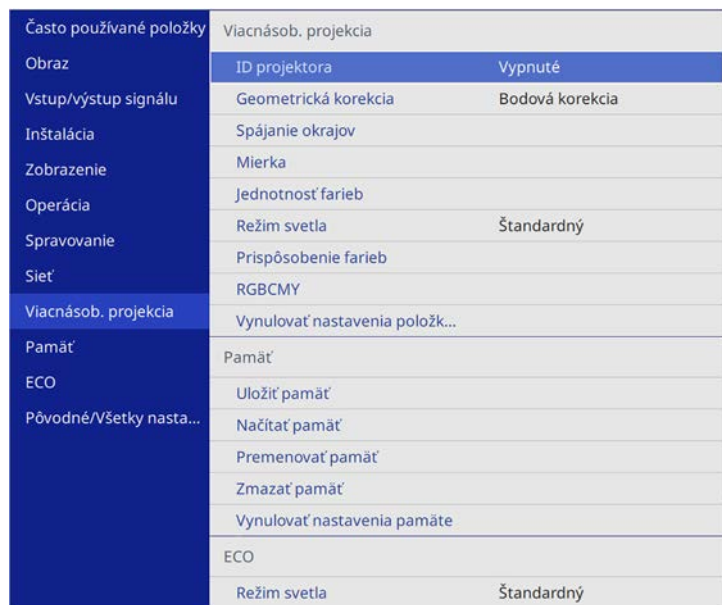 Často používané položky
Obraz
Vstup/výstup signálu
Inštalácia
Zobrazenie
Operácia
Spravovanie
Sieť
Viacnásob. projekcia
Pamäť
ECO
Pôvodné/Všetky nasta...
Viacnásob. projekcia
ID projektora Vypnuté
Geometrická korekcia Bodová korekcia
Spájanie okrajov
Mierka
Jednotnosť farieb
Režim svetla Štandardný
Prispôsobenie farieb
RGBCMY
Vynulovať nastavenia položk...
Pamäť
Uložiť pamäť
Načítať pamäť
Premenovať pamäť
Zmazať pamäť
Vynulovať nastavenia pamäte
ECO
Režim svetla Štandardný